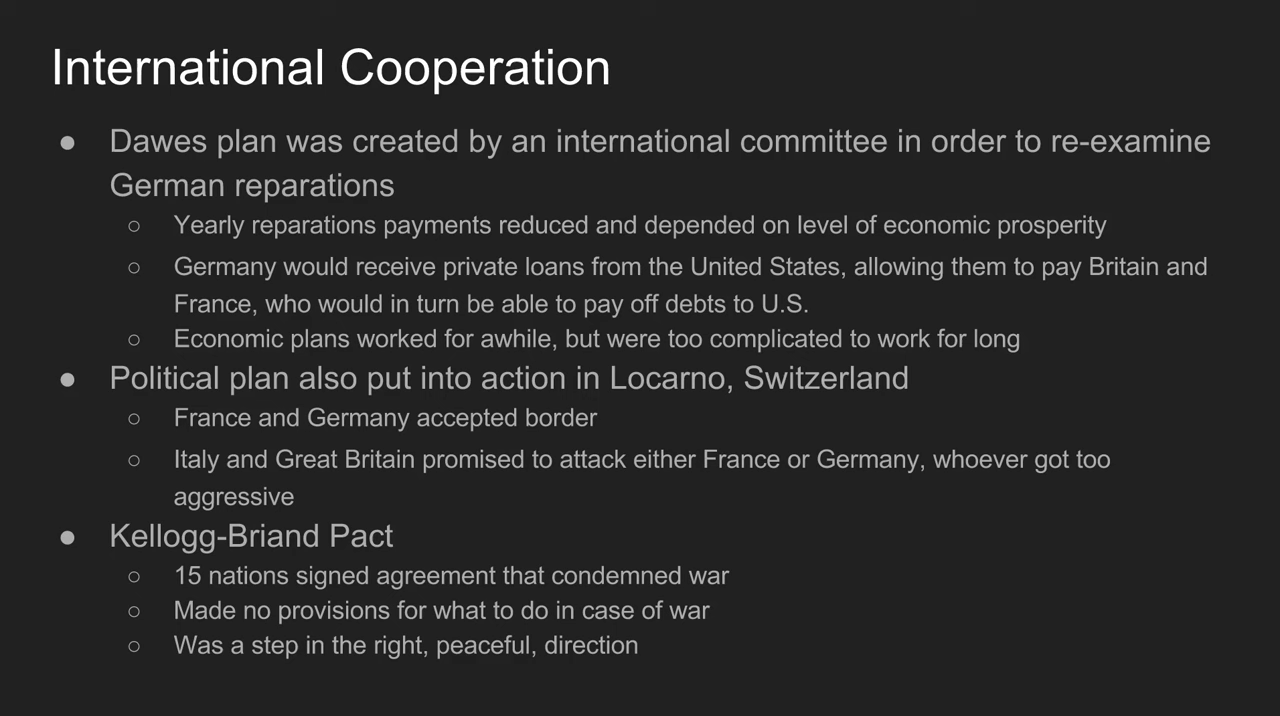 International Cooperation
● Dawes plan was created by an international committee in order to re-examine
German reparations
○ Yearly reparations payments reduced and depended on level of economic prosperity
○ Germany would receive private loans from the United States, allowing them to pay Britain and
France, who would in turn be able to pay off debts to U.S.
○ Economic plans worked for awhile, but were too complicated to work for long
● Political plan also put into action in Locarno, Switzerland
○ France and Germany accepted border
○ Italy and Great Britain promised to attack either France or Germany, whoever got too
aggressive
● Kellogg-Briand Pact
○ 15 nations signed agreement that condemned war
○ Made no provisions for what to do in case of war
○ Was a step in the right, peaceful, direction